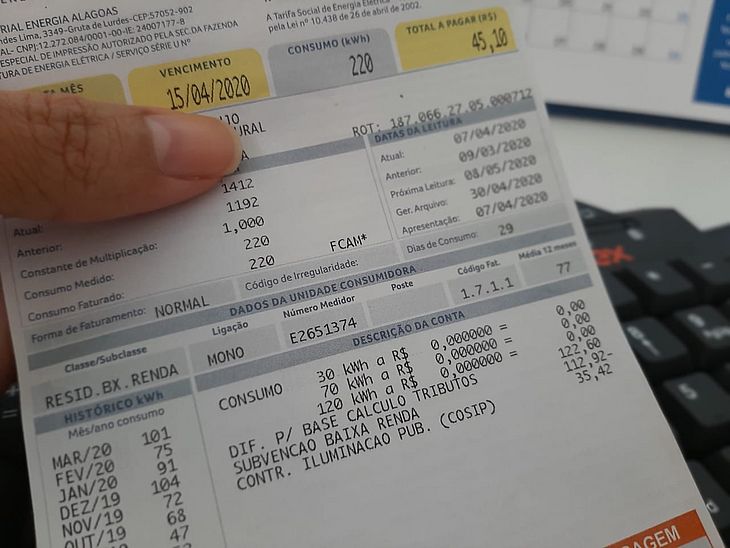 RIAL ENERGIA ALAGOAS
des Lima, 3349-Gruta de Lurdes-CEP:57052-902
AL- CNPJ:12.272.084/0001-00-IE: 24007177-B
ESPECIAL DE IMPRESSÃO AUTORIZADO PELA SEC.DA FAZENDA
TURA DE ENERGIA ELÉTRICA / SERVIÇO SÉRIE U Nº
A Tarifa Social de Energia Elétrica
pela Lei nº 10.438 de 26 de abril de 2002.
TA MÊS
VENCIMENTO
15/04/2020
CONSUMO (kWh)
220
TOTAL A PAGAR (R$)
45,10
ROT: 187.066.27.05.000712
DATAS DA LEITURA
Atual: 07/04/2020
Anterior: 09/03/2020
Próxima Leitura: 08/05/2020
Ger. Arquivo: 30/04/2020
Apresentação: 07/04/2020
Dias de Consumo: 29
Atual: 1412
Anterior: 1192
Constante de Multiplicação: 1,000
Consumo Medido: 220
Consumo Faturado: 220
FCAM*
Forma de Faturamento: NORMAL
Código de Irregularidade:
DADOS DA UNIDADE CONSUMIDORA
Classe/Subclasse
RESID.BX.RENDA
Ligação
MONO
Número Medidor
E2651374
Poste
Código Fat.
1.7.1.1
Média 12 meses
77
HISTÓRICO kWh
Mês/ano consumo
MAR/20 101
FEV/20 75
JAN/20 91
DEZ/19 104
NOV/19 72
OUT/19 68
47
DESCRIÇÃO DA CONTA
CONSUMO 30 kWh a R$ 0,000000 = 0,00
70 kWh a R$ 0,000000 = 0,00
120 kWh a R$ 0,000000 = 0,00
DIF. P/ BASE CALCULO TRIBUTOS 122,60
SUBVENCAO BAIXA RENDA 112,92-
CONTR. ILUMINACAO PUB. (COSIP) 35,42
AGEM